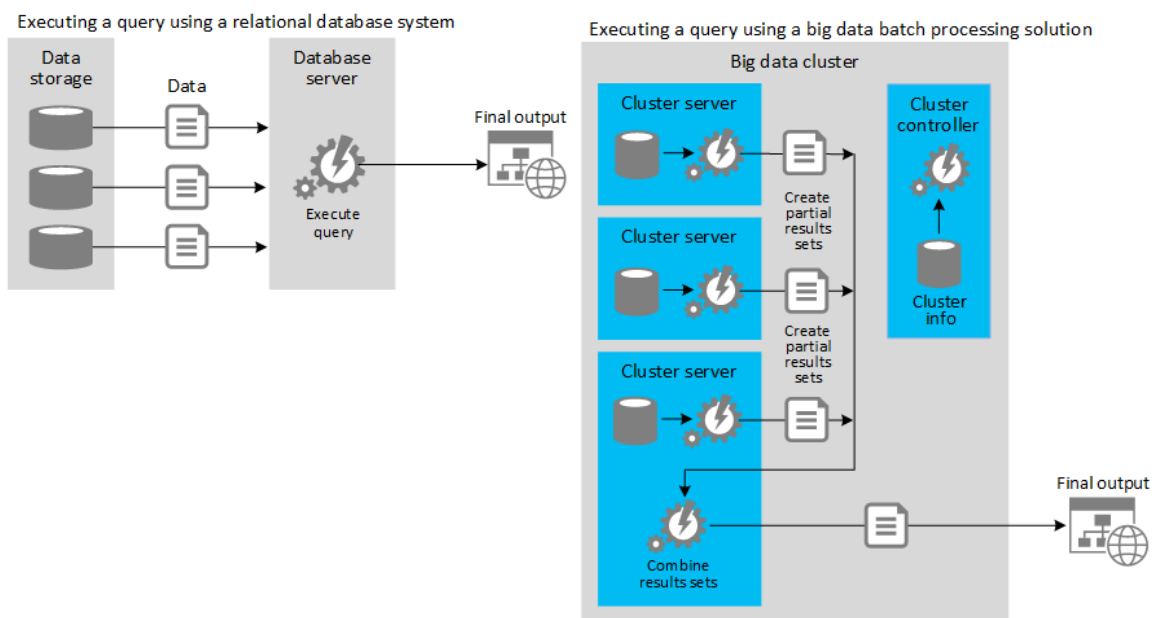 Executing a query using a relational database system
Data
storage
Data
Database
server
Execute
query
Final output
Executing a query using a big data batch processing solution
Big data cluster
Cluster server
Create
partial
results
sets
Cluster server
Create
partial
results
sets
Cluster server
Combine
results sets
Cluster
controller
Cluster
info
Final output